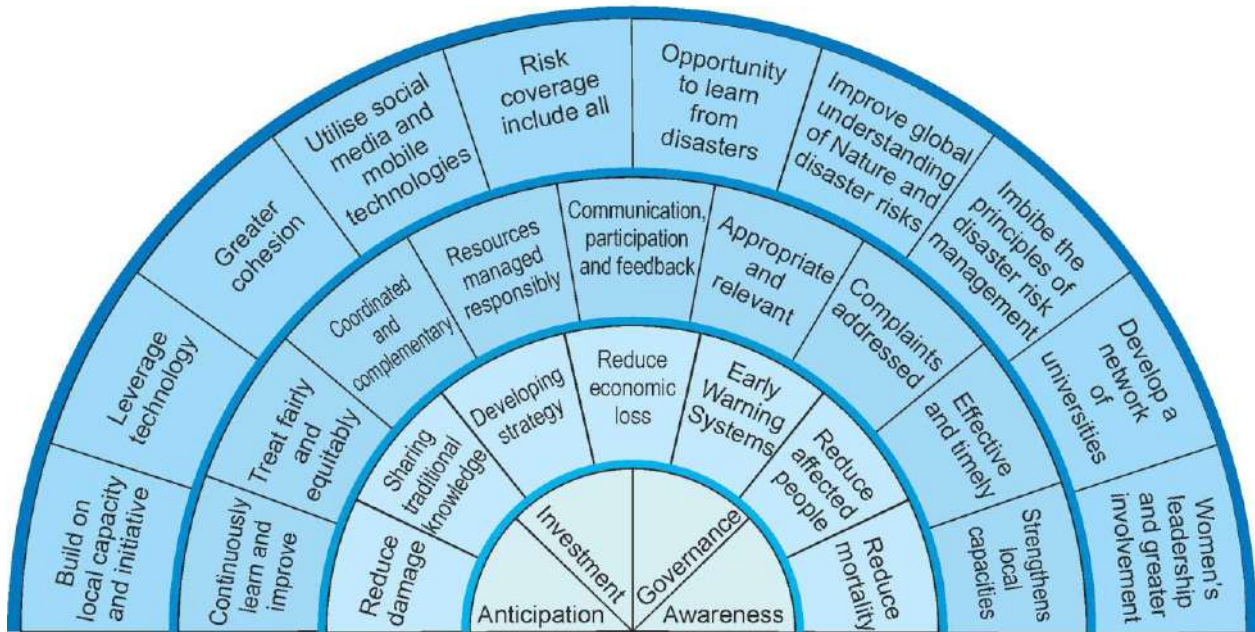 Build on
local capacity
and initiative
Leverage
technology
Greater
cohesion
Utilise social
media and
mobile
technologies
Risk
coverage
include all
Opportunity
to learn
from
disasters
Improve global
understanding
of Nature and
disaster risks
Imbibe the
principles of
disaster risk
management
Develop a
network
of
universities
Women's
leadership
and greater
involvement
Continuously
learn and
improve
Treat fairly
and
equitably
Coordinated
and
complementary
Resources
managed
responsibly
Communication,
participation
and feedback
Appropriate
and
relevant
Complaints
addressed
Effective
and timely
Strengthens
local
capacities
Reduce
damage
Sharing
traditional
knowledge
Developing
strategy
Reduce
economic
loss
Early
Warning
Systems
Reduce
affected
people
Reduce
mortality
Anticipation
Investment
Governance
Awareness